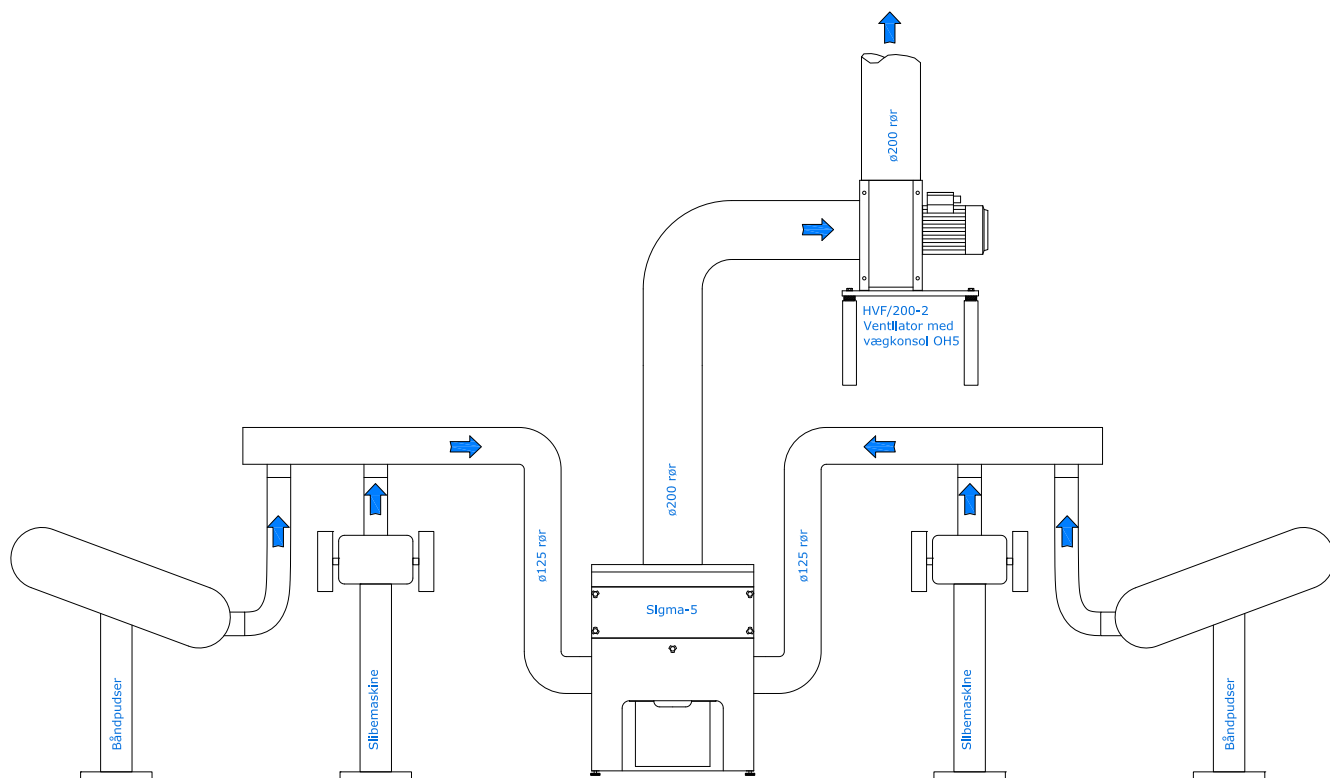 ø200 rør
HVF/200-2
Ventilator med
vægkonsol OH5
ø200 rør
ø125 rør
ø125 rør
Sigma-5
Båndpudser
Slibemaskine
Slibemaskine
Båndpudser